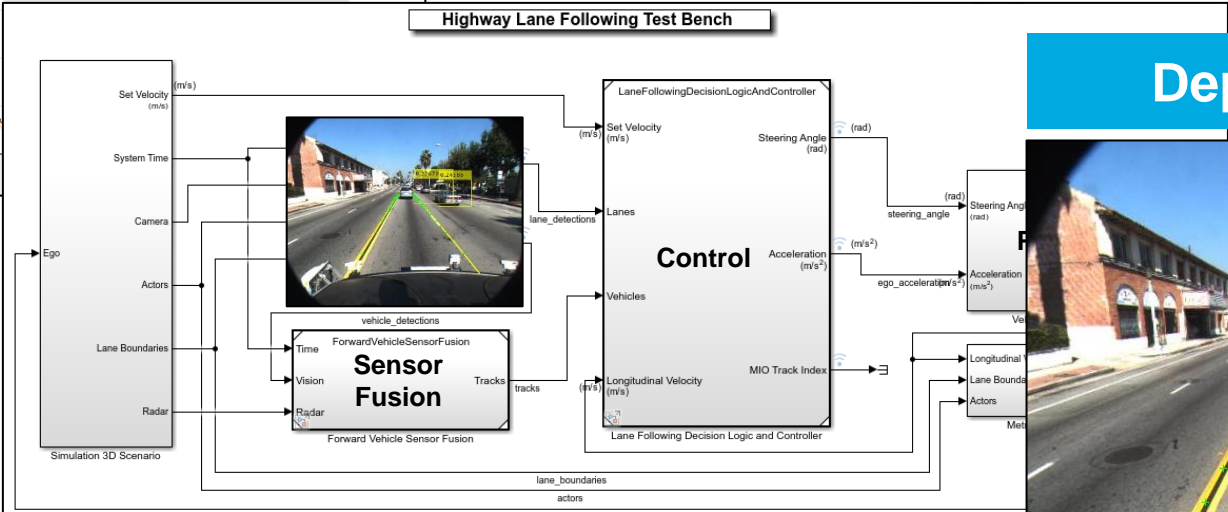 Highway Lane Following Test Bench
Dep
Set Velocity
(m/s)
System Time
Camera
Ego
Actors
Lane Boundaries
Radar
Simulation 3D Scenario
(m/s)
lane_detections
vehicle_detections
ForwardVehicleSensorFusion
Time
Sensor
Fusion
Vision
Tracks
Radar
Forward Vehicle Sensor Fusion
tracks
LaneFollowingDecisionLogicAndController
(m/s)
Set Velocity
(m/s)
Lanes
Control
Vehicles
(m/s)
Longitudinal Velocity
(m/s)
Steering Angle
(rad)
Acceleration
(m/s²)
MIO Track Index
Lane Following Decision Logic and Controller
(rad)
steering_angle
(m/s²)
ego_acceleration
(m/s²)
(rad)
Steering Angl
(rad)
Acceleration
(m/s²)
Vel
Longitudinal V
Lane Bounda
Actors
Metr
lane_boundaries
actors